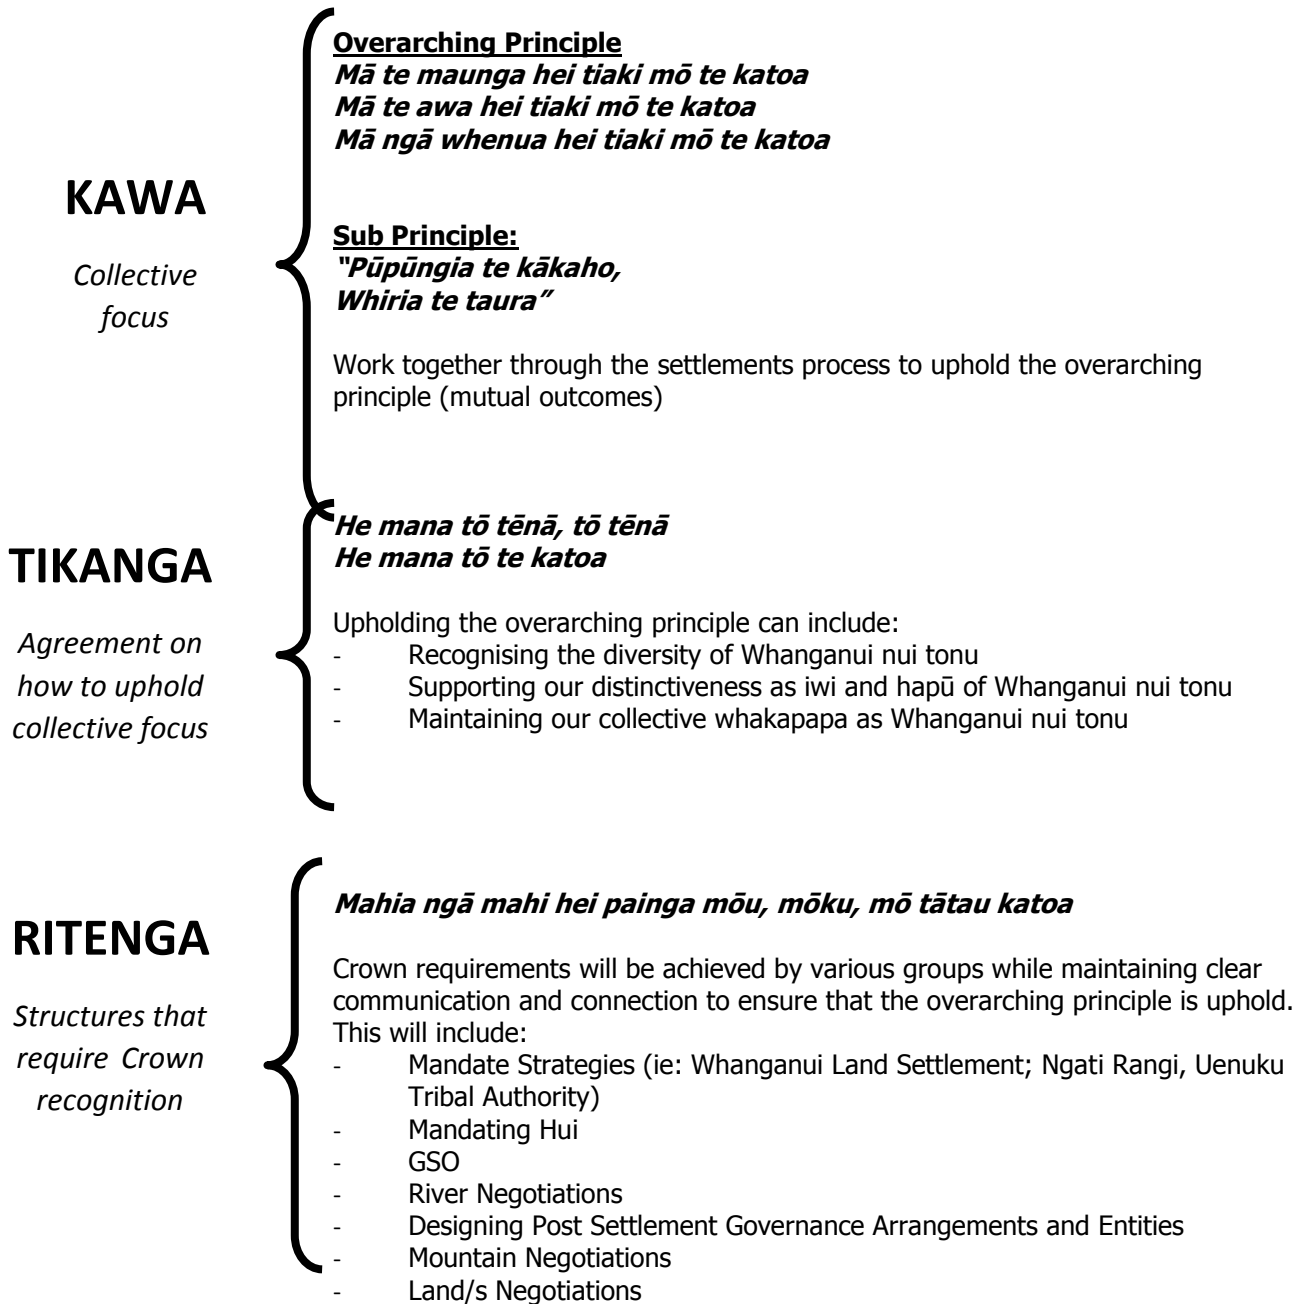 KAWA
Collective
focus
Overarching Principle
Mā te maunga hei tiaki mō te katoa
Mā te awa hei tiaki mō te katoa
Mā ngā whenua hei tiaki mō te katoa
Sub Principle:
“Pūpūngia te kākaho,
Whiria te taura”
Work together through the settlements process to uphold the overarching
principle (mutual outcomes)
TIKANGA
Agreement on
how to uphold
collective focus
He mana tō tēnā, tō tēnā
He mana tō te katoa
Upholding the overarching principle can include:
- Recognising the diversity of Whanganui nui tonu
- Supporting our distinctiveness as iwi and hapū of Whanganui nui tonu
- Maintaining our collective whakapapa as Whanganui nui tonu
RITENGA
Structures that
require Crown
recognition
Mahia ngā mahi hei painga mōu, mōku, mō tātau katoa
Crown requirements will be achieved by various groups while maintaining clear
communication and connection to ensure that the overarching principle is uphold.
This will include:
- Mandate Strategies (ie: Whanganui Land Settlement; Ngati Rangi, Uenuku
Tribal Authority)
- Mandating Hui
- GSO
- River Negotiations
- Designing Post Settlement Governance Arrangements and Entities
- Mountain Negotiations
- Land/s Negotiations